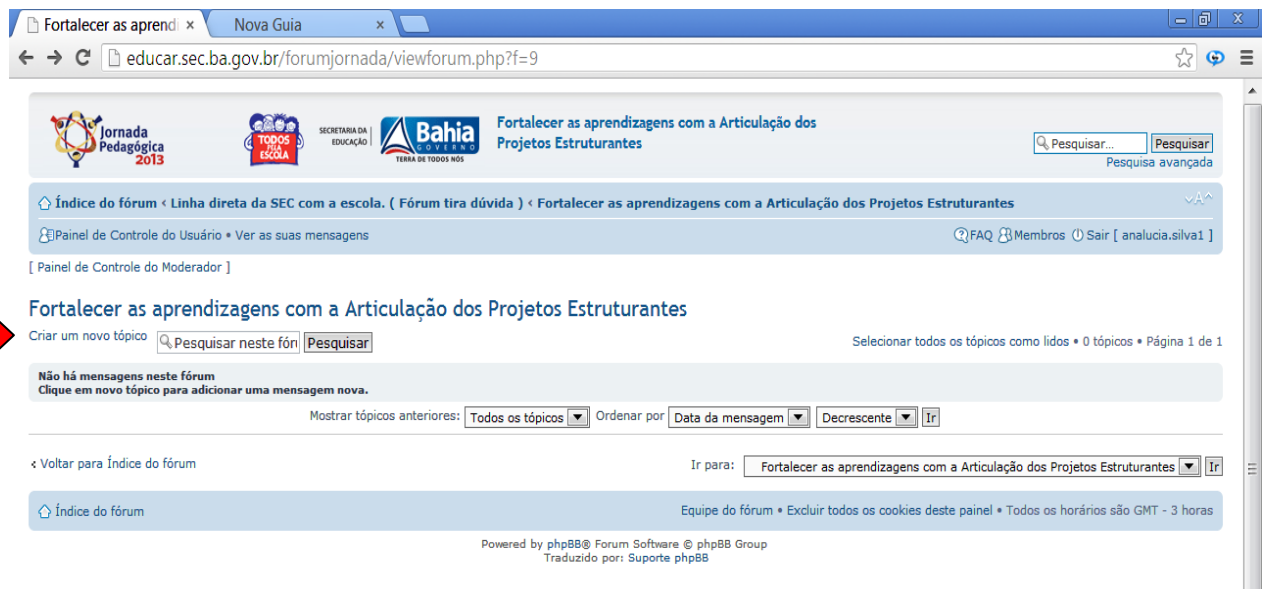 Fortalecer as aprendi × Nova Guia ×
educar.sec.ba.gov.br/forumjornada/viewforum.php?f=9
Jornada
Pedagógica
2013
TODOS
PELA
ESCOLA
SECRETARIA DA
EDUCAÇÃO
Bahia
GOVERNO
TERRA DE TODOS NÓS
Fortalecer as aprendizagens com a Articulação dos
Projetos Estruturantes
Pesquisar... Pesquisar
Pesquisa avançada
Índice do fórum ‹ Linha direta da SEC com a escola. ( Fórum tira dúvida ) ‹ Fortalecer as aprendizagens com a Articulação dos Projetos Estruturantes
Painel de Controle do Usuário • Ver as suas mensagens FAQ Membros Sair [ analucia.silva1 ]
[ Painel de Controle do Moderador ]
Fortalecer as aprendizagens com a Articulação dos Projetos Estruturantes
Criar um novo tópico Pesquisar neste fóru Pesquisar Selecionar todos os tópicos como lidos • 0 tópicos • Página 1 de 1
Não há mensagens neste fórum
Clique em novo tópico para adicionar uma mensagem nova.
Mostrar tópicos anteriores: Todos os tópicos Ordenar por Data da mensagem Decrescente Ir
‹ Voltar para Índice do fórum Ir para: Fortalecer as aprendizagens com a Articulação dos Projetos Estruturantes Ir
Índice do fórum Equipe do fórum • Excluir todos os cookies deste painel • Todos os horários são GMT - 3 horas
Powered by phpBB® Forum Software © phpBB Group
Traduzido por: Suporte phpBB